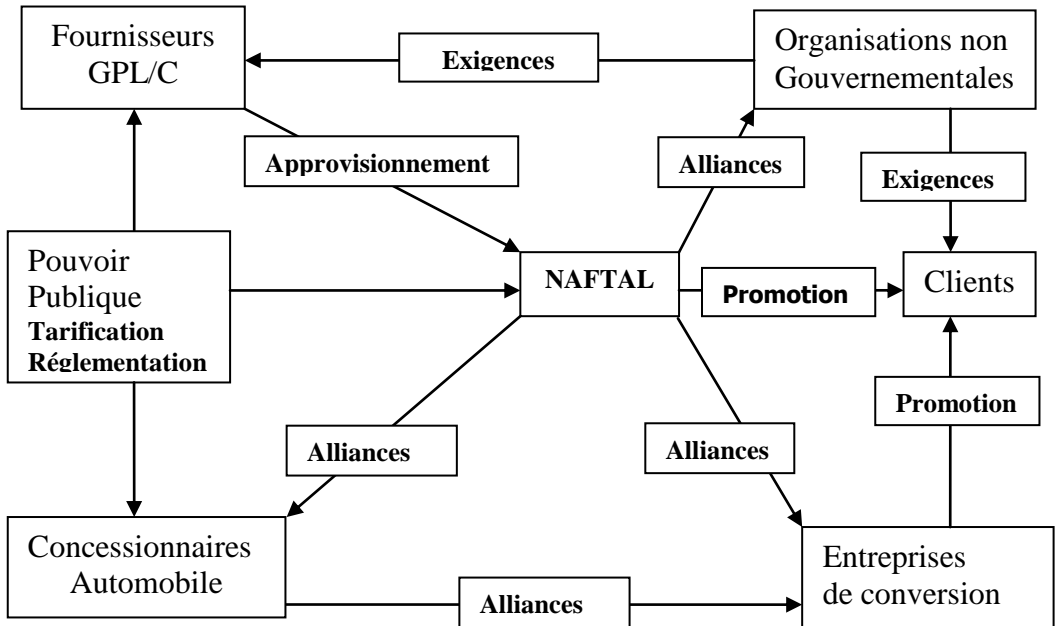 Fournisseurs
GPL/C
Exigences
Organisations non
Gouvernementales
Approvisionnement
Alliances
Exigences
Pouvoir
Publique
Tarification
Réglementation
NAFTAL
Promotion
Clients
Promotion
Alliances
Alliances
Concessionnaires
Automobile
Alliances
Entreprises
de conversion